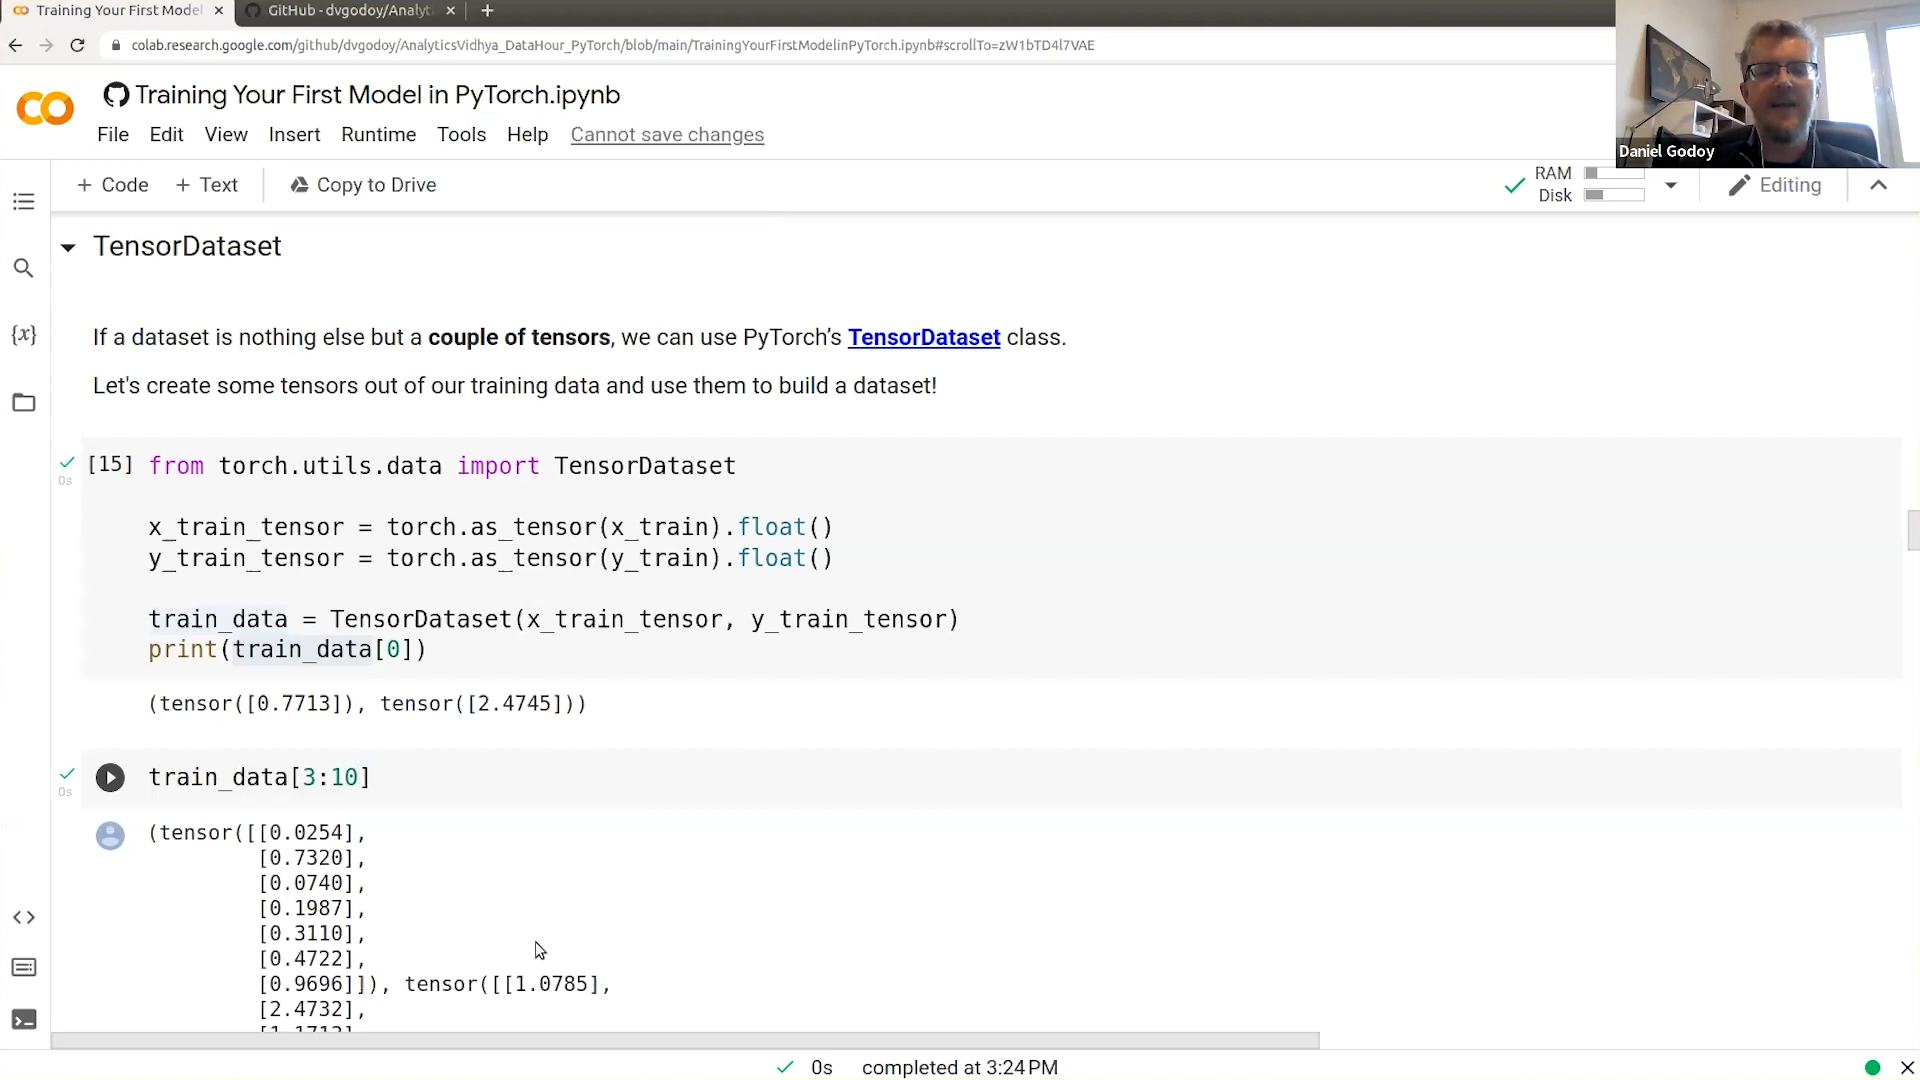 Training Your First Model
GitHub - dvgodoy/Analyt
colab.research.google.com/github/dvgodoy/AnalyticsVidhya_DataHour_PyTorch/blob/main/TrainingYourFirstModelinPyTorch.ipynb#scrollTo=zW1bTD4l7VAE
Training Your First Model in PyTorch.ipynb
File Edit View Insert Runtime Tools Help Cannot save changes
Daniel Godoy
+ Code + Text Copy to Drive
RAM
Disk
Editing
TensorDataset
If a dataset is nothing else but a couple of tensors, we can use PyTorch’s TensorDataset class.
Let's create some tensors out of our training data and use them to build a dataset!
[15] from torch.utils.data import TensorDataset
0s
x_train_tensor = torch.as_tensor(x_train).float()
y_train_tensor = torch.as_tensor(y_train).float()
train_data = TensorDataset(x_train_tensor, y_train_tensor)
print(train_data[0])
(tensor([0.7713]), tensor([2.4745]))
train_data[3:10]
0s
(tensor([[0.0254],
[0.7320],
[0.0740],
[0.1987],
[0.3110],
[0.4722],
[0.9696]]), tensor([[1.0785],
[2.4732],
[1.1713]
0s completed at 3:24 PM